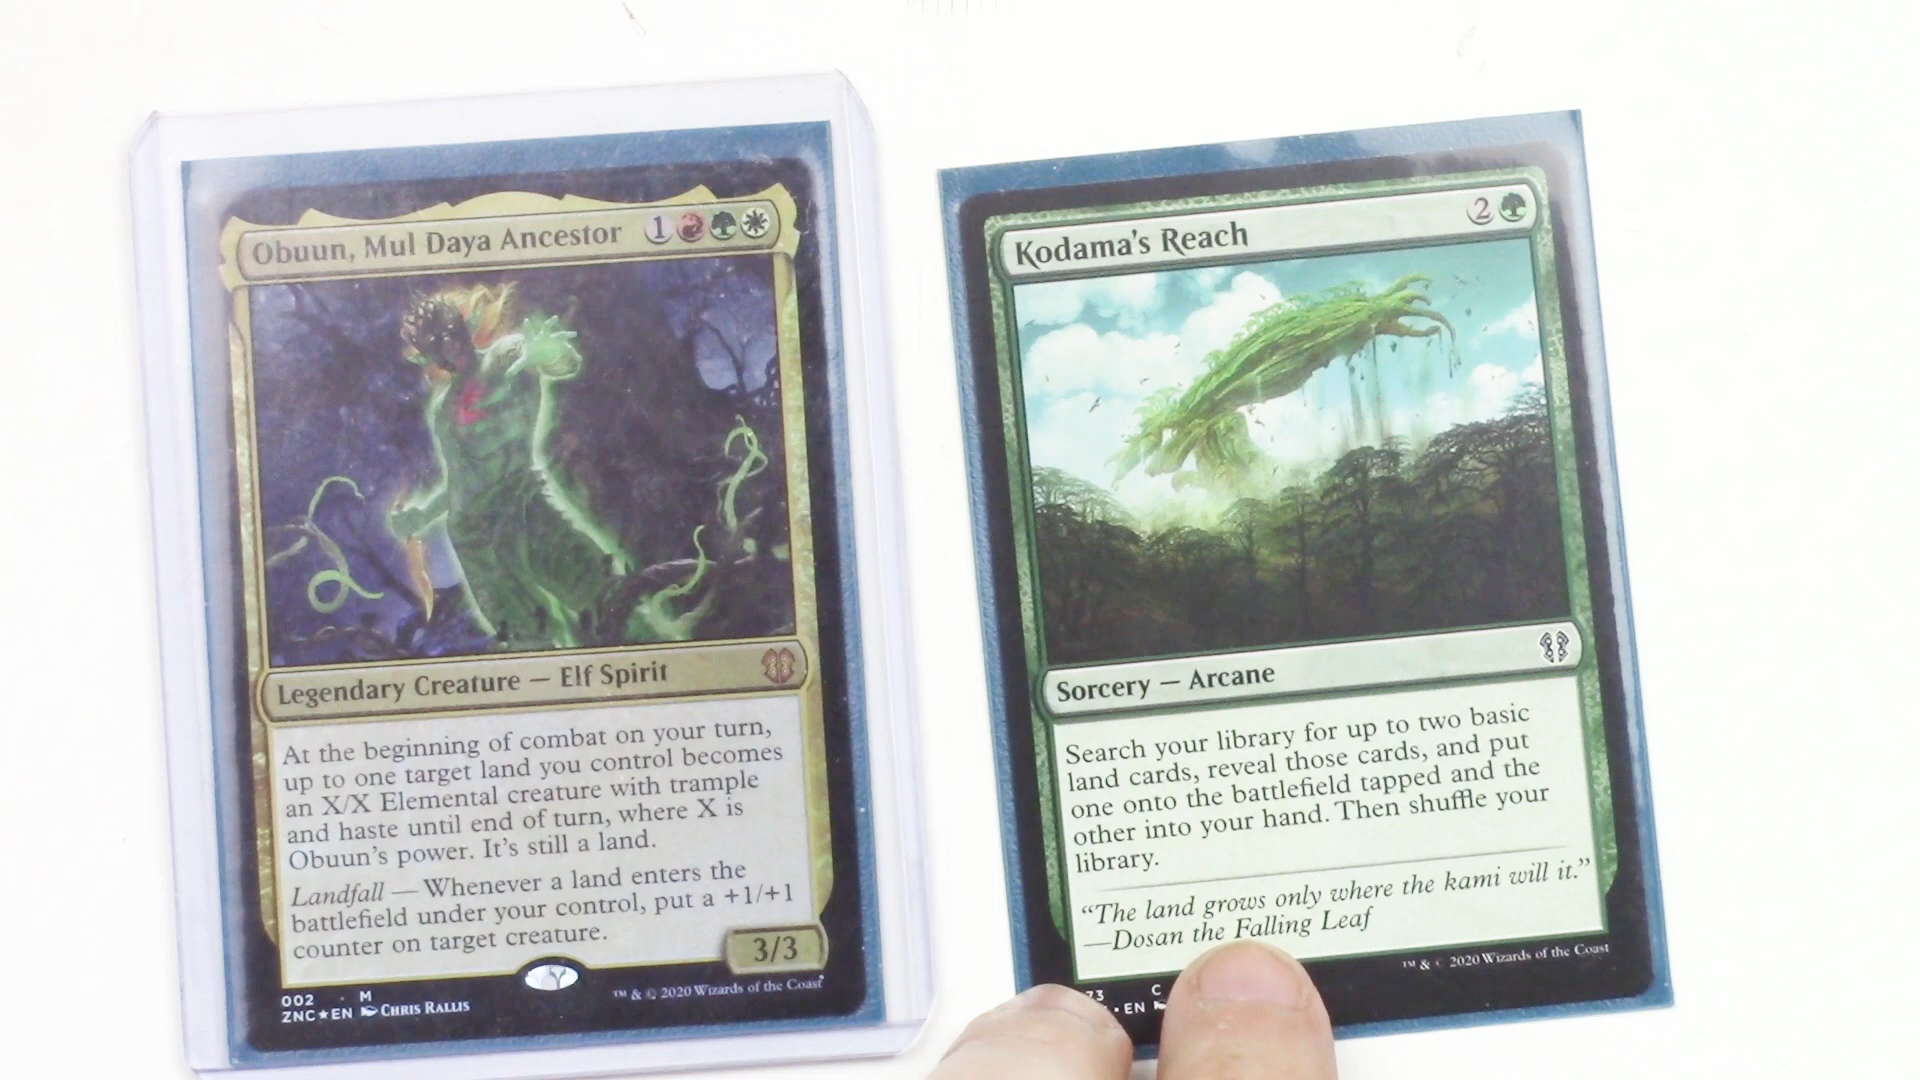 Obuun, Mul Daya Ancestor 1
Legendary Creature — Elf Spirit
At the beginning of combat on your turn,
up to one target land you control becomes
an X/X Elemental creature with trample
and haste until end of turn, where X is
Obuun's power. It's still a land.
Landfall — Whenever a land enters the
battlefield under your control, put a +1/+1
counter on target creature.
3/3
002 M
ZNC★EN CHRIS RALLIS
™ & © 2020 Wizards of the Coast
Kodama's Reach 2
Sorcery — Arcane
Search your library for up to two basic
land cards, reveal those cards, and put
one onto the battlefield tapped and the
other into your hand. Then shuffle your
library.
“The land grows only where the kami will it.”
—Dosan the Falling Leaf
™ & © 2020 Wizards of the Coast
73 C
• EN